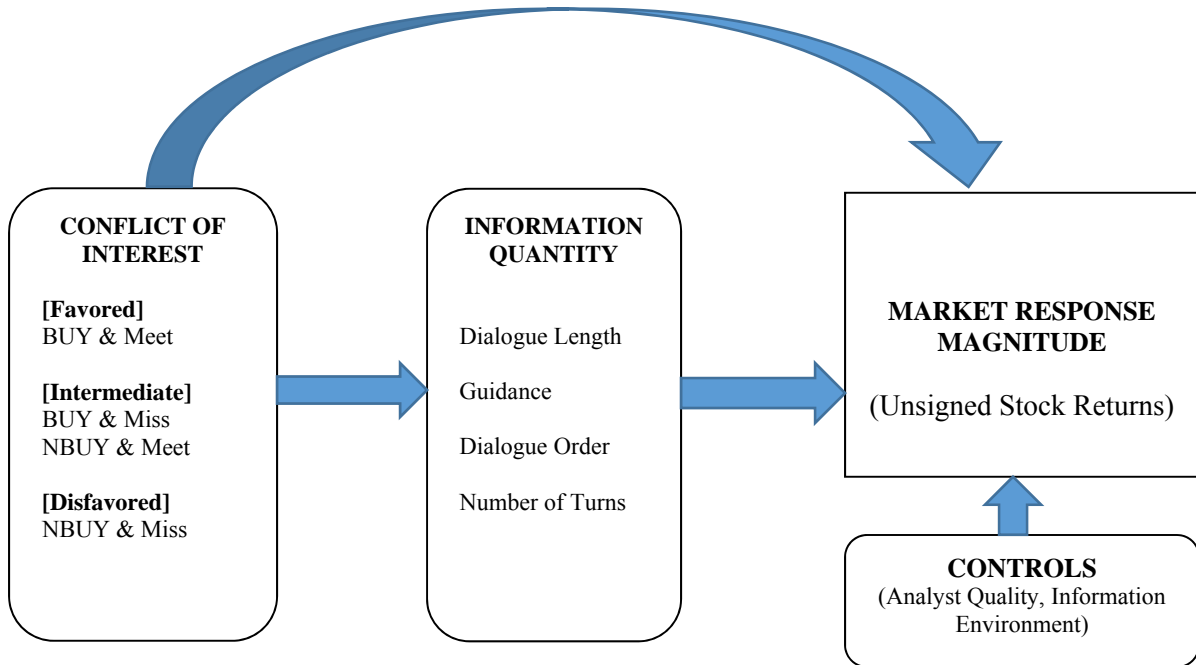 CONFLICT OF
INTEREST
[Favored]
BUY & Meet
[Intermediate]
BUY & Miss
NBUY & Meet
[Disfavored]
NBUY & Miss
INFORMATION
QUANTITY
Dialogue Length
Guidance
Dialogue Order
Number of Turns
MARKET RESPONSE
MAGNITUDE
(Unsigned Stock Returns)
CONTROLS
(Analyst Quality, Information
Environment)